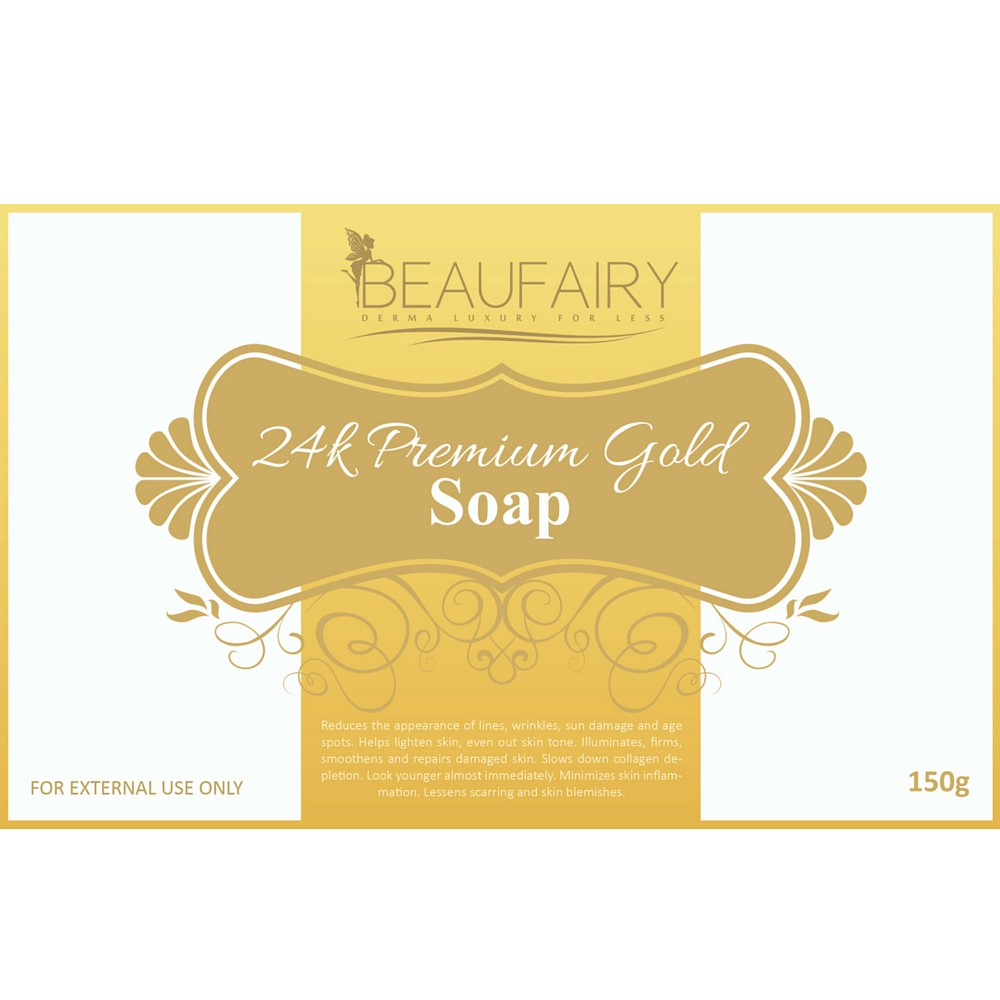 BEAUFAIRY
DERMA LUXURY FOR LESS
24k Premium Gold
Soap
Reduces the appearance of lines, wrinkles, sun damage and age
spots. Helps lighten skin, even out skin tone. Illuminates, firms,
smoothens and repairs damaged skin. Slows down collagen de-
pletion. Look younger almost immediately. Minimizes skin inflam-
mation. Lessens scarring and skin blemishes.
FOR EXTERNAL USE ONLY
150g